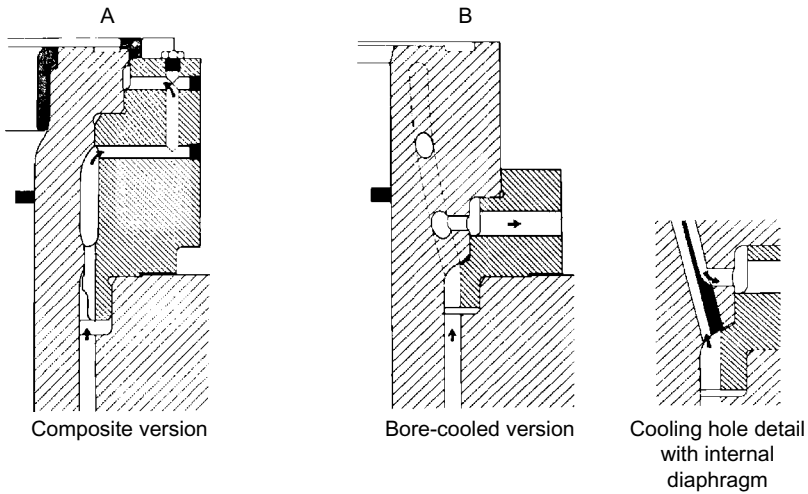 A
B
Composite version
Bore-cooled version
Cooling hole detail
with internal
diaphragm